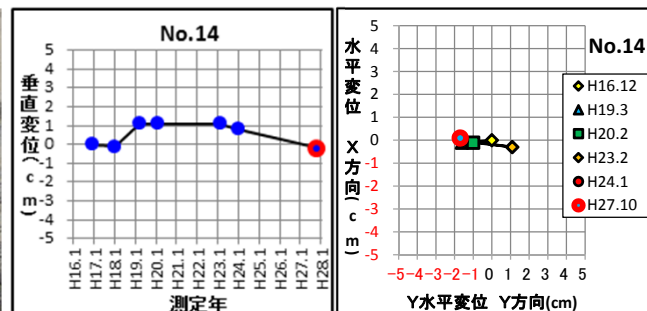 No.14
垂直変位(cm)
5
4
3
2
1
0
-1
-2
-3
-4
-5
H16.1
H17.1
H18.1
H19.1
H20.1
H21.1
H22.1
H23.1
H24.1
H25.1
H26.1
H27.1
H28.1
測定年
No.14
水平変位 X方向(cm)
5
4
3
2
1
0
-1
-2
-3
-4
-5
-5-4-3-2-1 0 1 2 3 4 5
Y水平変位 Y方向(cm)
H16.12
H19.3
H20.2
H23.2
H24.1
H27.10